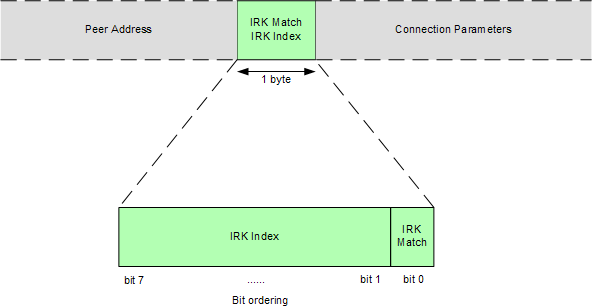 Peer Address
IRK Match
IRK Index
Connection Parameters
1 byte
IRK Index
IRK
Match
bit 7
......
bit 1
bit 0
Bit ordering